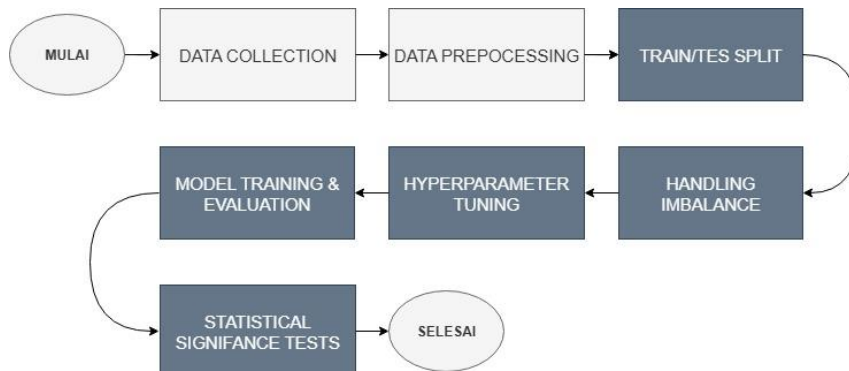 MULAI
DATA COLLECTION
DATA PREPOCESSING
TRAIN/TES SPLIT
HANDLING
IMBALANCE
HYPERPARAMETER
TUNING
MODEL TRAINING &
EVALUATION
STATISTICAL
SIGNIFANCE TESTS
SELESAI